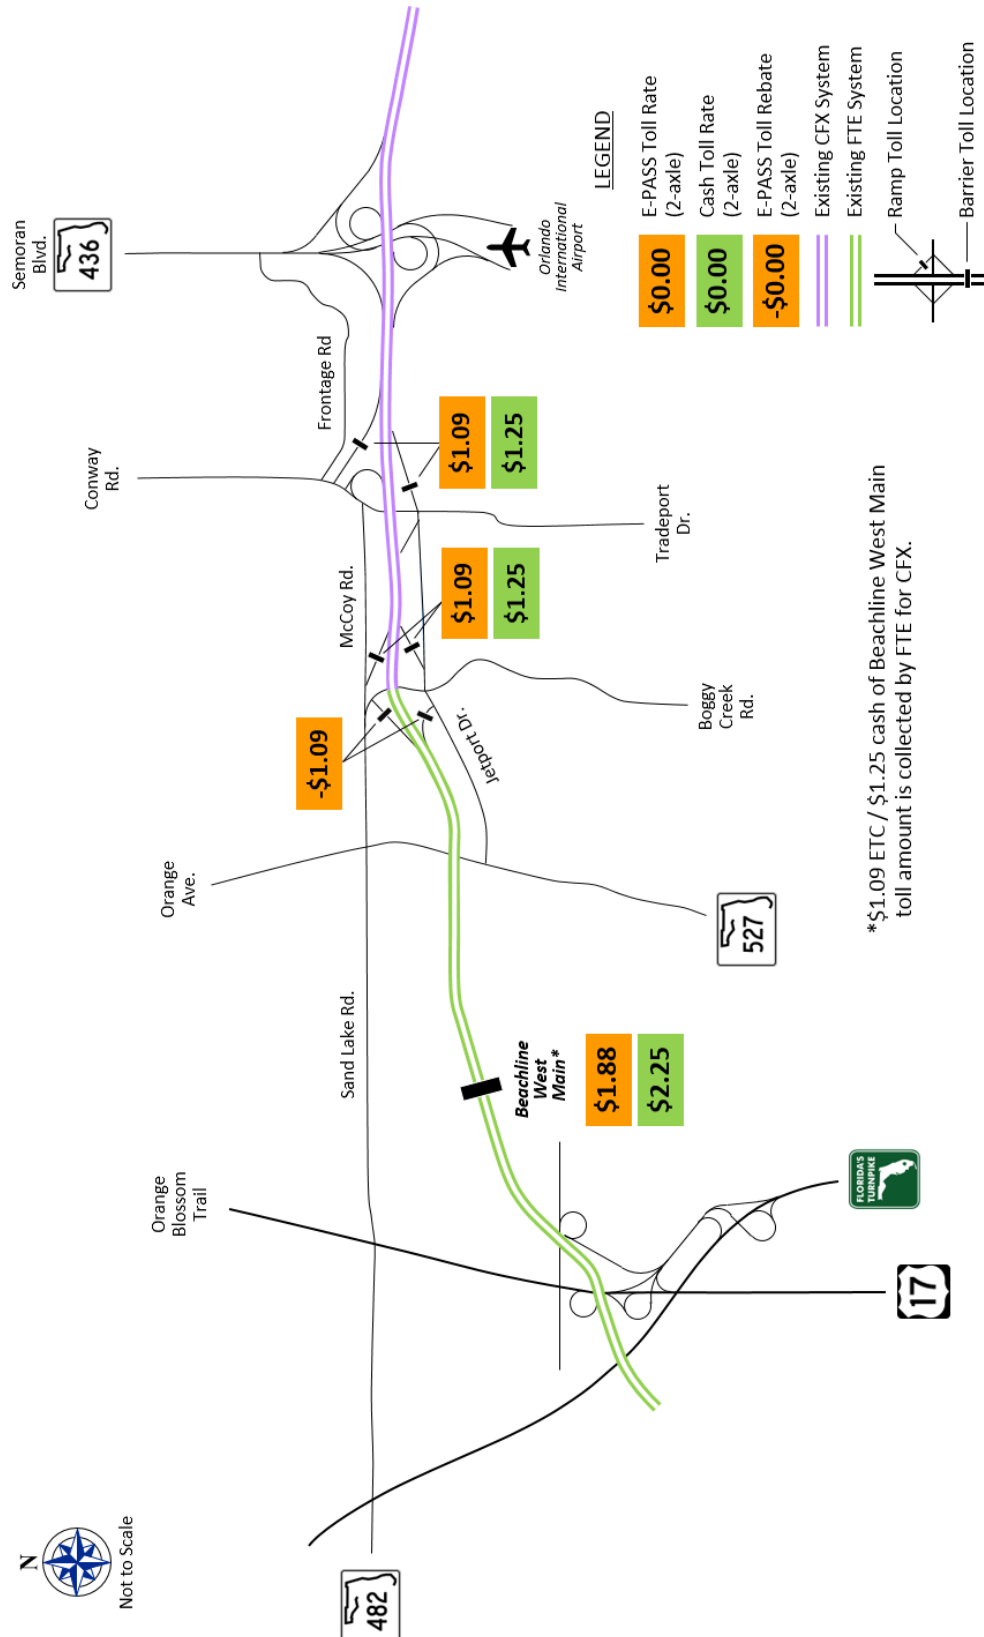 N
Not to Scale
482
Semoran
Blvd.
436
Conway
Rd.
Frontage Rd
McCoy Rd.
Orlando
International
Airport
$1.09
$1.25
$1.09
$1.25
Tradeport
Dr.
Boggy
Creek
Rd.
-$1.09
Jetport Dr.
Orange
Ave.
527
Sand Lake Rd.
Beachline
West
Main*
$1.88
$2.25
Orange
Blossom
Trail
FLORIDA'S
TURNPIKE
17
LEGEND
$0.00
E-PASS Toll Rate
(2-axle)
$0.00
Cash Toll Rate
(2-axle)
-$0.00
E-PASS Toll Rebate
(2-axle)
Existing CFX System
Existing FTE System
Ramp Toll Location
Barrier Toll Location
*$1.09 ETC / $1.25 cash of Beachline West Main
toll amount is collected by FTE for CFX.